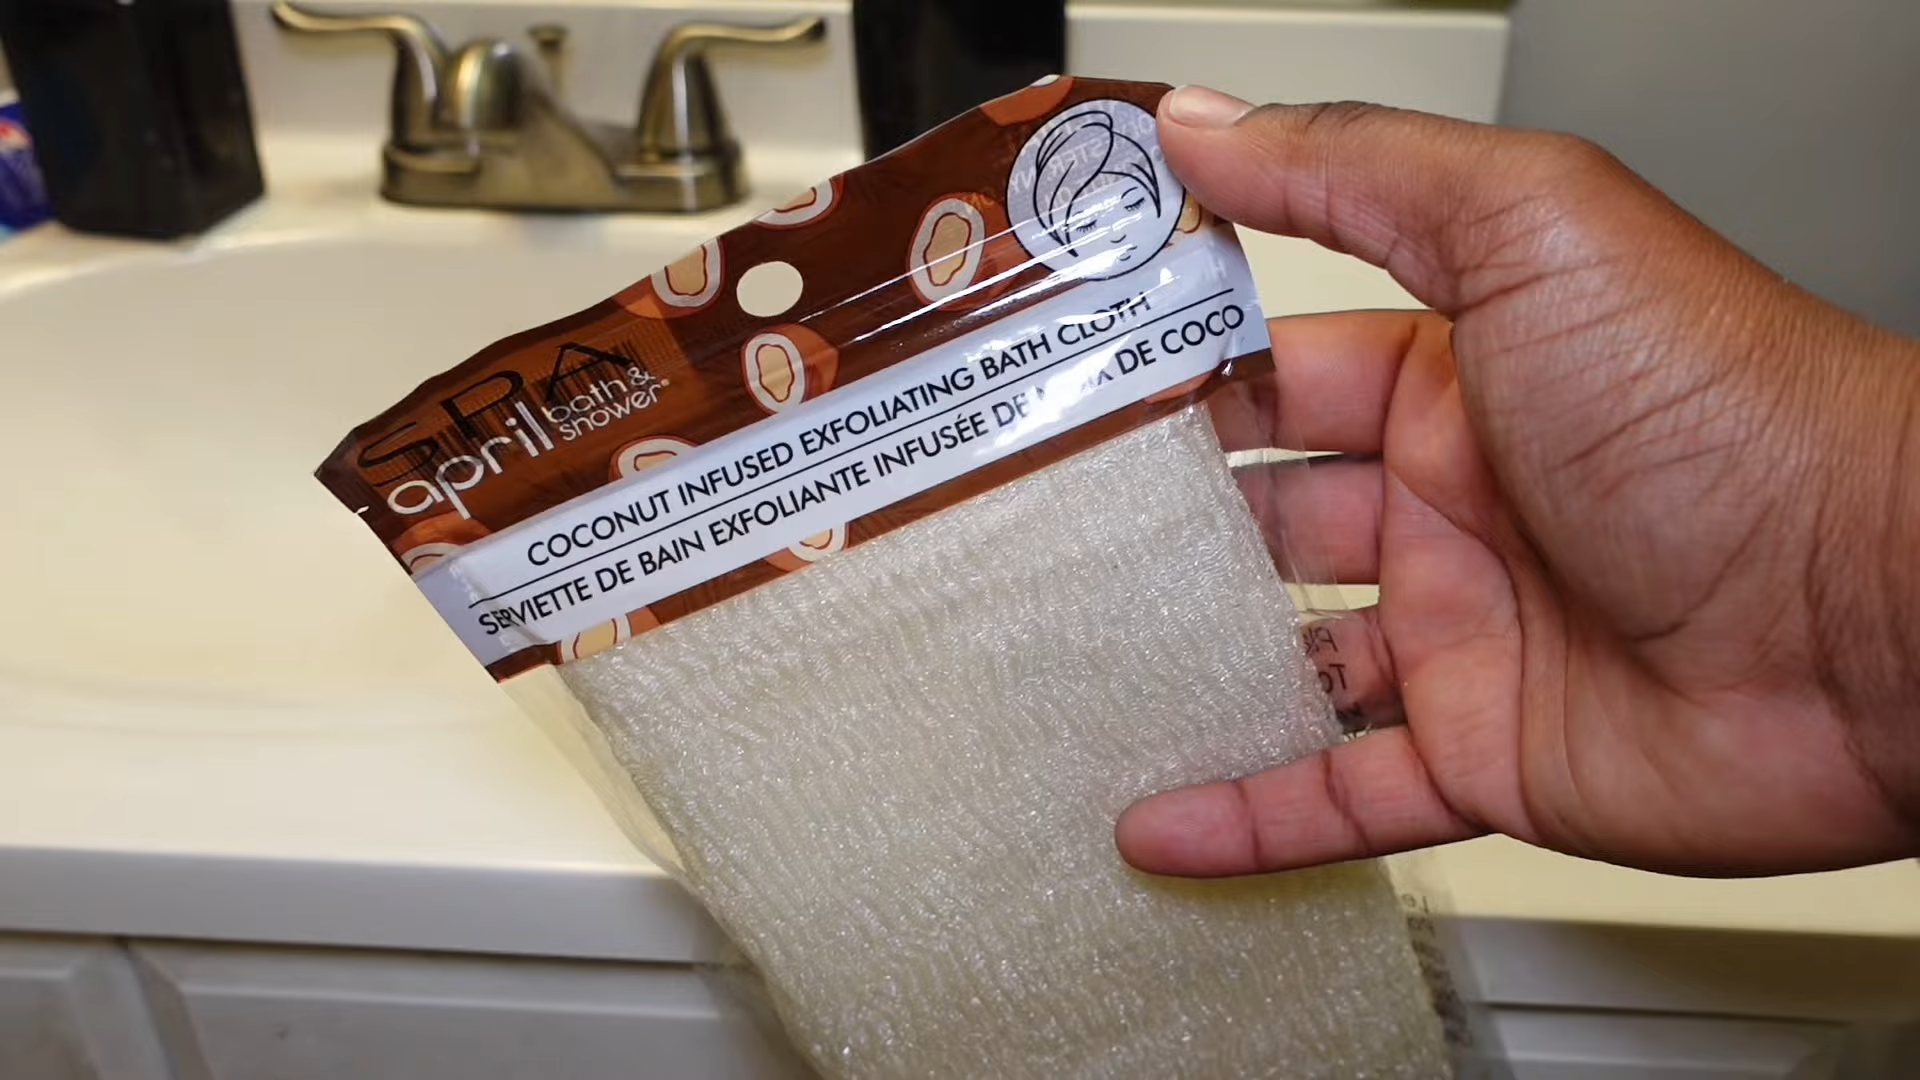 SPA
april bath & shower®
COCONUT INFUSED EXFOLIATING BATH CLOTH
SERVIETTE DE BAIN EXFOLIANTE INFUSÉE DE DE COCO